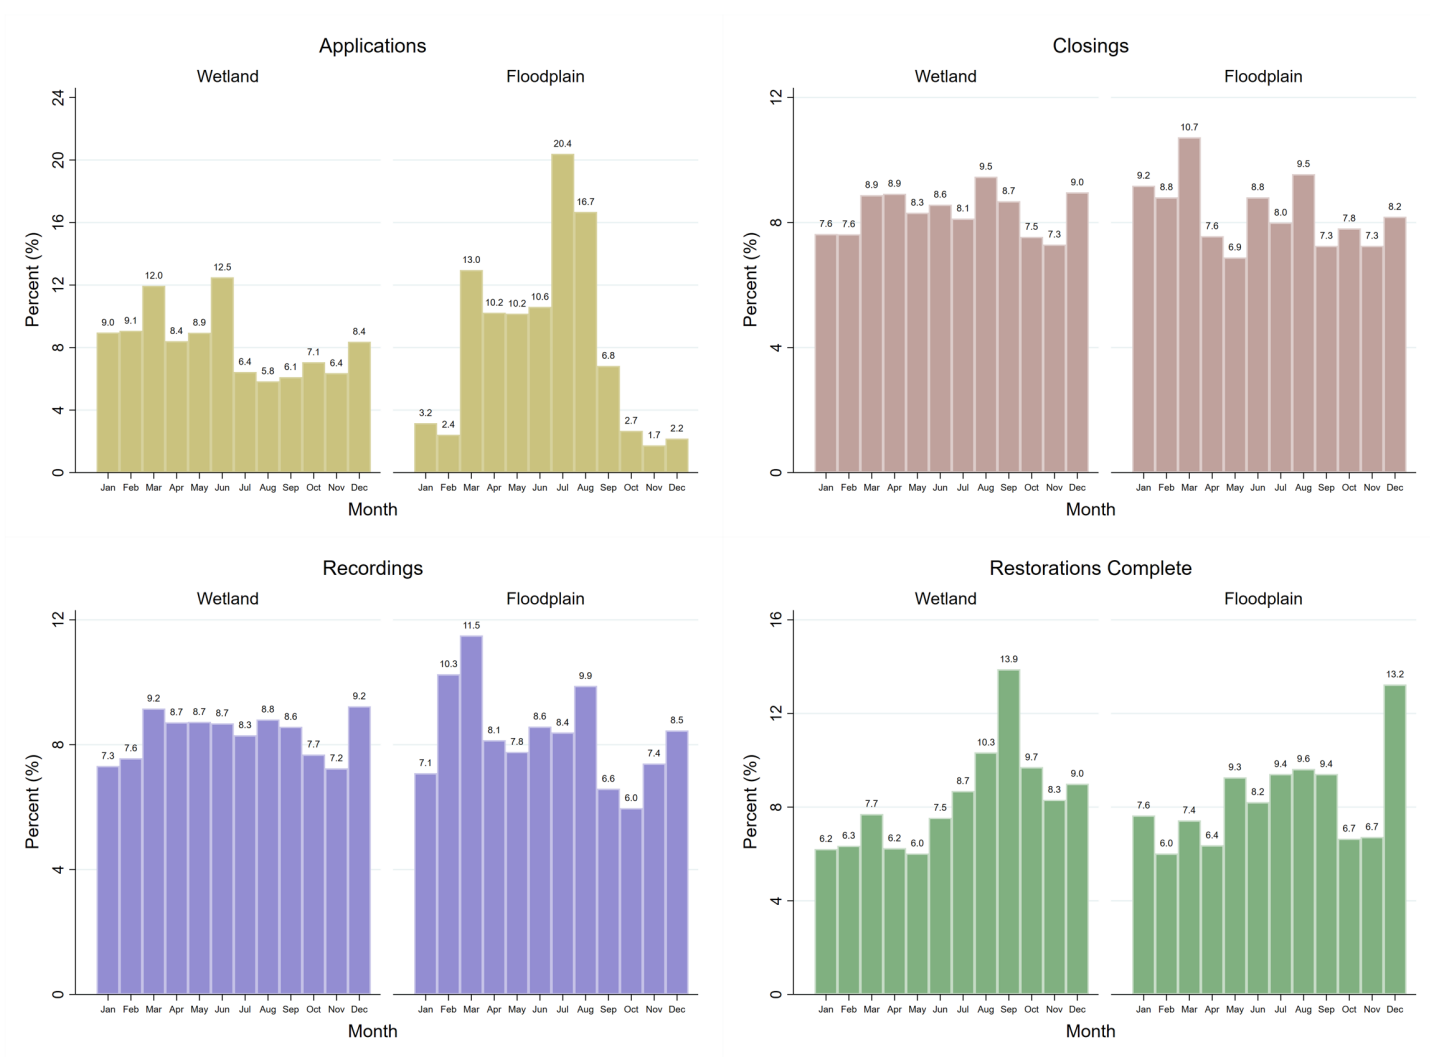 Applications
Wetland
Floodplain
Percent (%)
24
20
16
12
8
4
0
9.0 9.1 12.0 8.4 8.9 12.5 6.4 5.8 6.1 7.1 6.4 8.4
3.2 2.4 13.0 10.2 10.2 10.6 20.4 16.7 6.8 2.7 1.7 2.2
Jan Feb Mar Apr May Jun Jul Aug Sep Oct Nov Dec
Jan Feb Mar Apr May Jun Jul Aug Sep Oct Nov Dec
Month
Closings
Wetland
Floodplain
Percent (%)
12
8
4
0
7.6 7.6 8.9 8.9 8.3 8.6 8.1 9.5 8.7 7.5 7.3 9.0
9.2 8.8 10.7 7.6 6.9 8.8 8.0 9.5 7.3 7.8 7.3 8.2
Jan Feb Mar Apr May Jun Jul Aug Sep Oct Nov Dec
Jan Feb Mar Apr May Jun Jul Aug Sep Oct Nov Dec
Month
Recordings
Wetland
Floodplain
Percent (%)
12
8
4
0
7.3 7.6 9.2 8.7 8.7 8.7 8.3 8.8 8.6 7.7 7.2 9.2
7.1 10.3 11.5 8.1 7.8 8.6 8.4 9.9 6.6 6.0 7.4 8.5
Jan Feb Mar Apr May Jun Jul Aug Sep Oct Nov Dec
Jan Feb Mar Apr May Jun Jul Aug Sep Oct Nov Dec
Month
Restorations Complete
Wetland
Floodplain
Percent (%)
16
12
8
4
0
6.2 6.3 7.7 6.2 6.0 7.5 8.7 10.3 13.9 9.7 8.3 9.0
7.6 6.0 7.4 6.4 9.3 8.2 9.4 9.6 9.4 6.7 6.7 13.2
Jan Feb Mar Apr May Jun Jul Aug Sep Oct Nov Dec
Jan Feb Mar Apr May Jun Jul Aug Sep Oct Nov Dec
Month